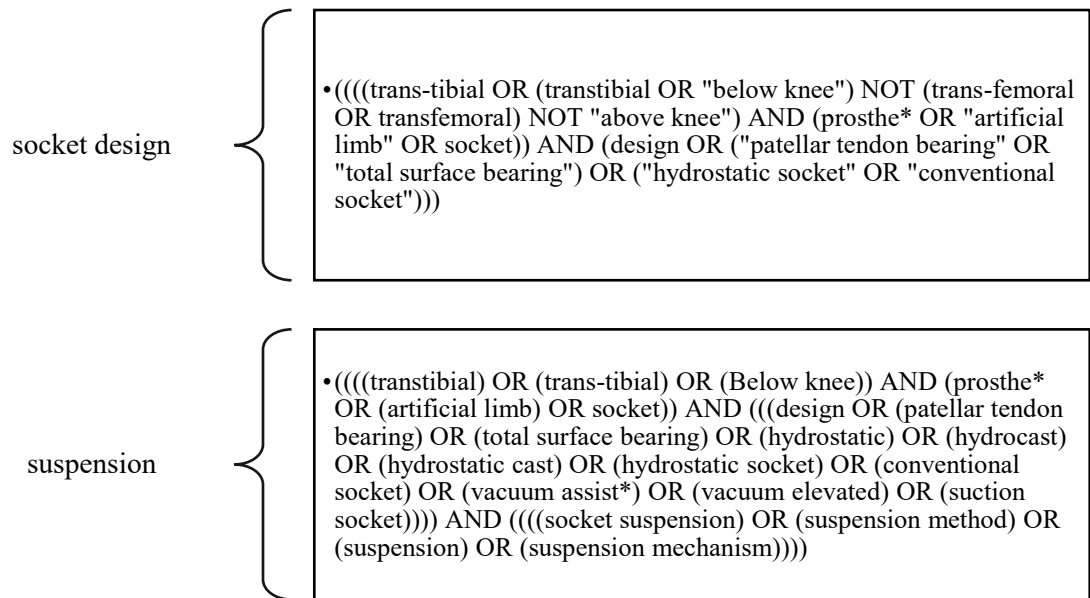 socket design
•((((trans-tibial OR (transtibial OR "below knee") NOT (trans-femoral
OR transfemoral) NOT "above knee") AND (prosthe* OR "artificial
limb" OR socket)) AND (design OR ("patellar tendon bearing" OR
"total surface bearing") OR ("hydrostatic socket" OR "conventional
socket")))
suspension
•((((transtibial) OR (trans-tibial) OR (Below knee)) AND (prosthe*
OR (artificial limb) OR socket)) AND (((design OR (patellar tendon
bearing) OR (total surface bearing) OR (hydrostatic) OR (hydrocast)
OR (hydrostatic cast) OR (hydrostatic socket) OR (conventional
socket) OR (vacuum assist*) OR (vacuum elevated) OR (suction
socket)))) AND ((((socket suspension) OR (suspension method) OR
(suspension) OR (suspension mechanism))))